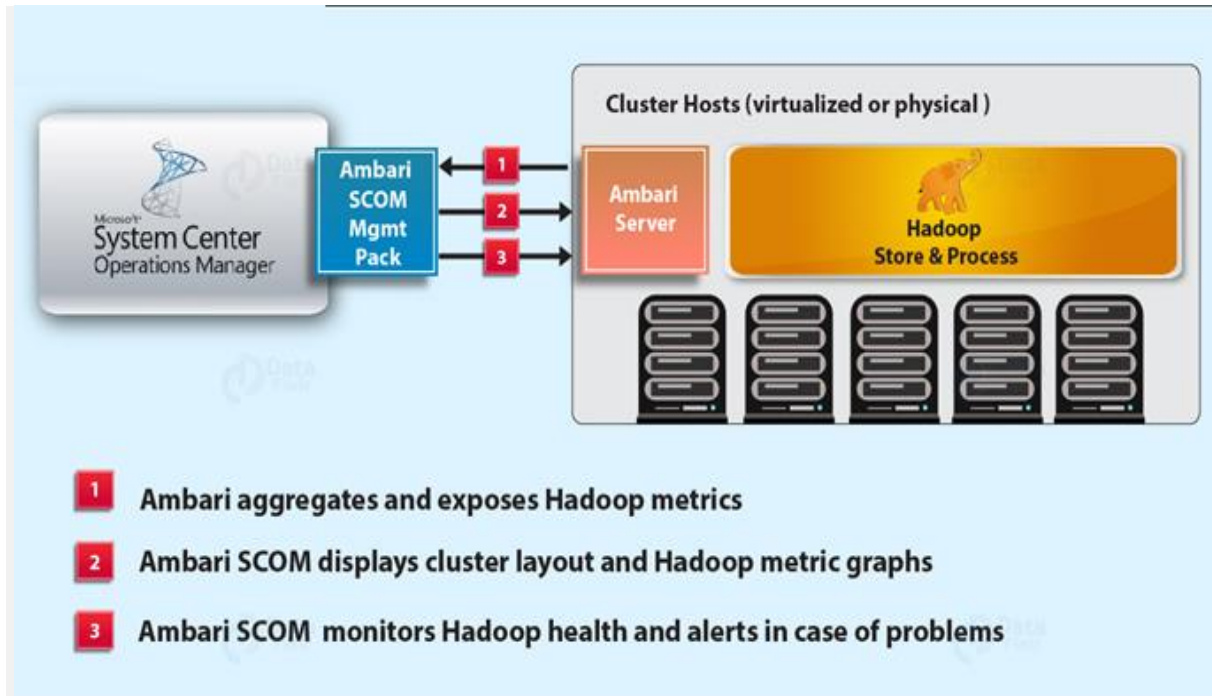 Cluster Hosts (virtualized or physical )
Microsoft
System Center
Operations Manager
Ambari
SCOM
Mgmt
Pack
1
2
3
Ambari
Server
Hadoop
Store & Process
1 Ambari aggregates and exposes Hadoop metrics
2 Ambari SCOM displays cluster layout and Hadoop metric graphs
3 Ambari SCOM monitors Hadoop health and alerts in case of problems
Data